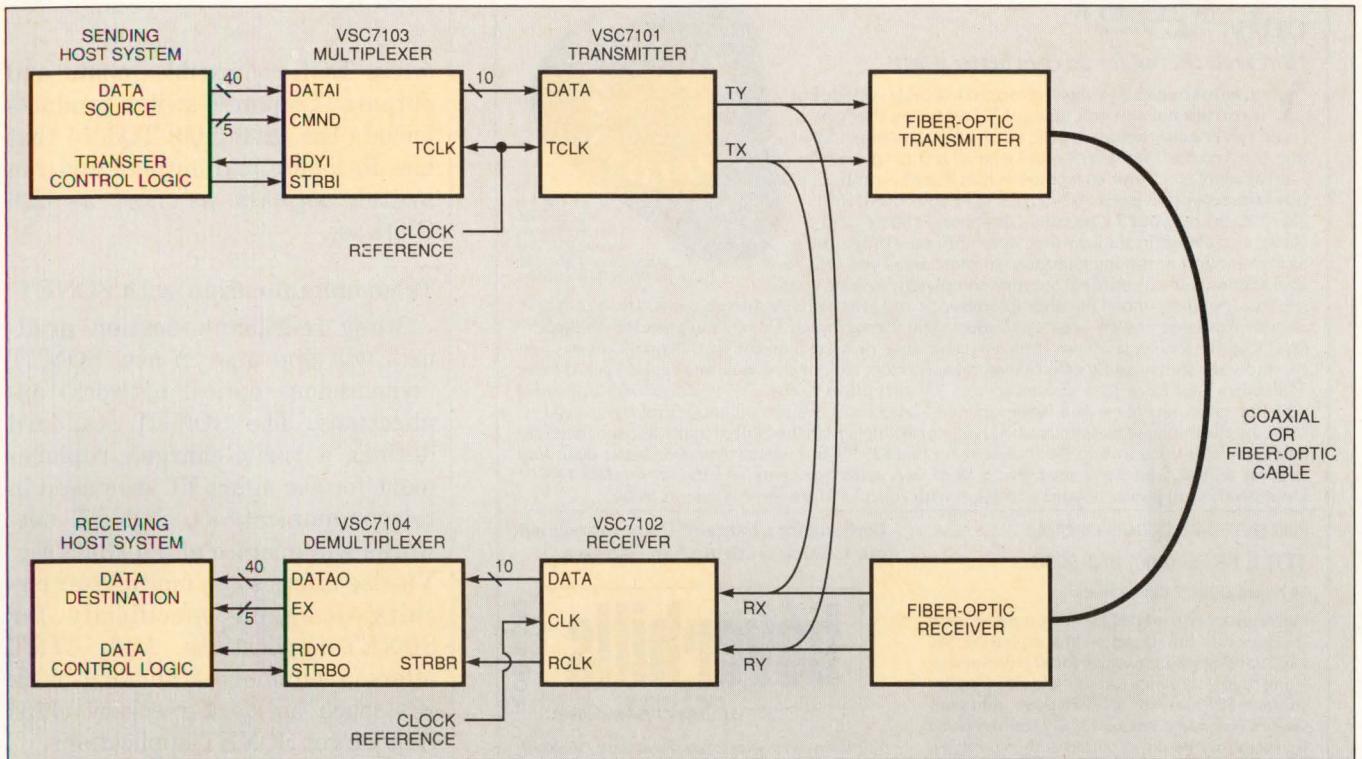 SENDING
HOST SYSTEM
VSC7103
MULTIPLEXER
VSC7101
TRANSMITTER
DATA
SOURCE
40
5
DATAI
CMND
10
DATA
TY
TRANSFER
CONTROL LOGIC
RDYI
STRBI
TCLK
TCLK
TX
FIBER-OPTIC
TRANSMITTER
CLOCK
REFERENCE
COAXIAL
OR
FIBER-OPTIC
CABLE
RECEIVING
HOST SYSTEM
VSC7104
DEMULTIPLEXER
VSC7102
RECEIVER
DATA
DESTINATION
40
5
DATAO
EX
10
DATA
CLK
RX
DATA
CONTROL LOGIC
RDYO
STRBO
STRBR
RCLK
RY
FIBER-OPTIC
RECEIVER
CLOCK
REFERENCE